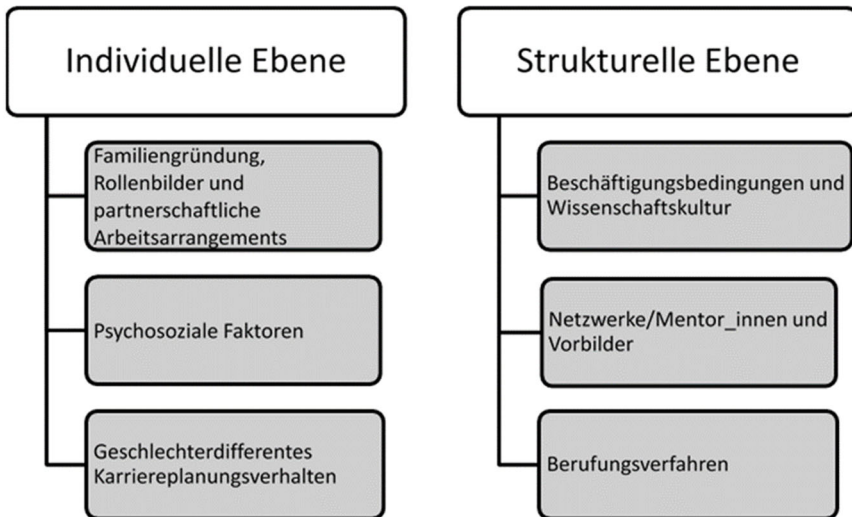 Individuelle Ebene
Familiengründung,
Rollenbilder und
partnerschaftliche
Arbeitsarrangements
Psychosoziale Faktoren
Geschlechterdifferentes
Karriereplanungsverhalten
Strukturelle Ebene
Beschäftigungsbedingungen und
Wissenschaftskultur
Netzwerke/Mentor_innen und
Vorbilder
Berufungsverfahren